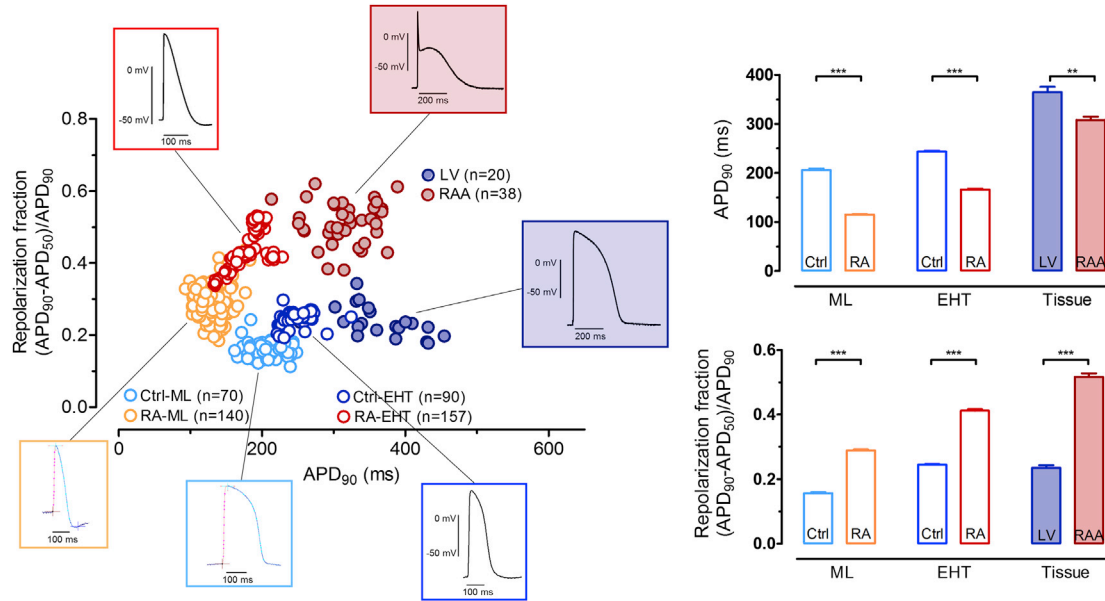 0 mV
-50 mV
100 ms
0 mV
-50 mV
200 ms
Repolarization fraction
(APD90-APD50)/APD90
0.8
0.6
0.4
0.2
0.0
LV (n=20)
RAA (n=38)
0 mV
-50 mV
200 ms
Ctrl-ML (n=70)
RA-ML (n=140)
Ctrl-EHT (n=90)
RA-EHT (n=157)
0
200
400
600
APD90 (ms)
100 ms
100 ms
0 mV
-50 mV
100 ms
APD90 (ms)
400
300
200
100
0
***
***
**
Ctrl
RA
Ctrl
RA
LV
RAA
ML
EHT
Tissue
Repolarization fraction
(APD90-APD50)/APD90
0.6
0.4
0.2
0.0
***
***
***
Ctrl
RA
Ctrl
RA
LV
RAA
ML
EHT
Tissue